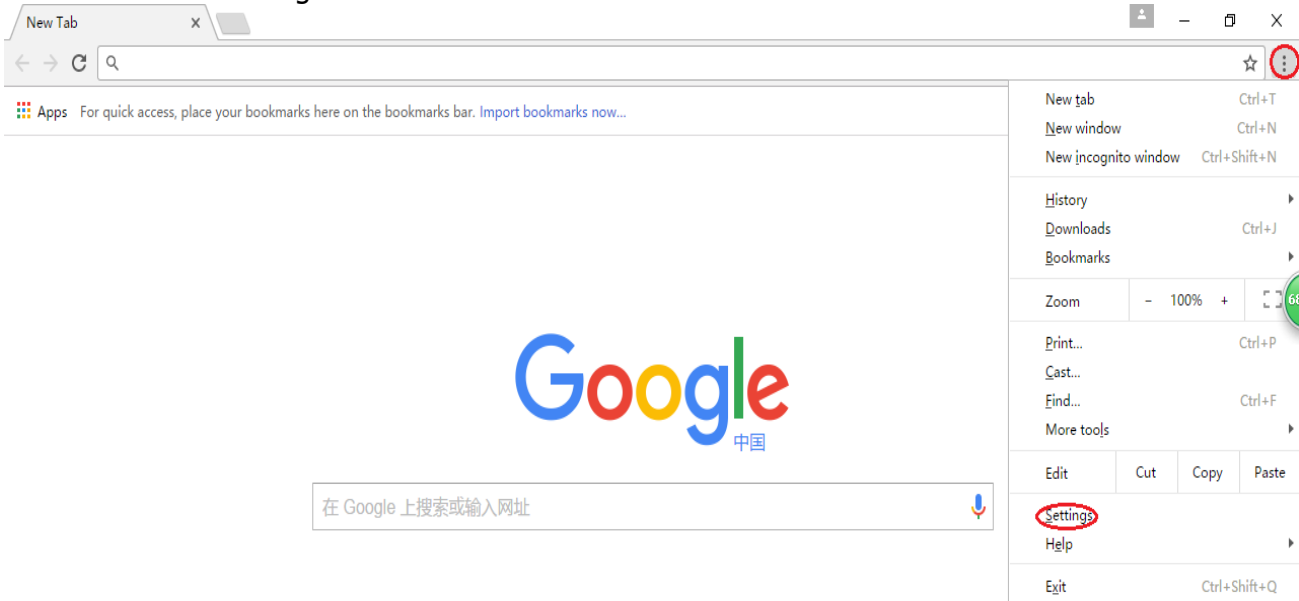 New Tab
Apps For quick access, place your bookmarks here on the bookmarks bar. Import bookmarks now...
Google
中国
在 Google 上搜索或输入网址
New tab Ctrl+T
New window Ctrl+N
New incognito window Ctrl+Shift+N
History
Downloads Ctrl+J
Bookmarks
Zoom - 100% +
68
Print... Ctrl+P
Cast...
Find... Ctrl+F
More tools
Edit Cut Copy Paste
Settings
Help
Exit Ctrl+Shift+Q